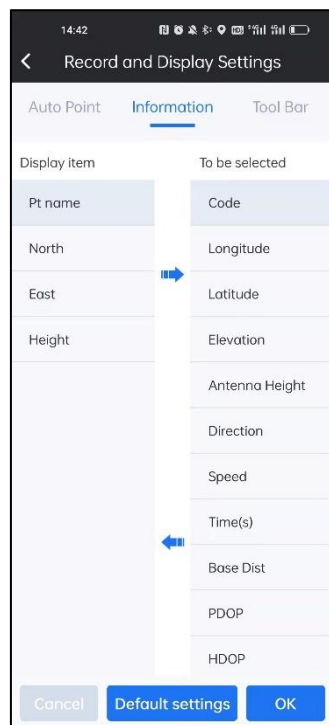 14:42
Record and Display Settings
Auto Point Information Tool Bar
Display item To be selected
Pt name Code
North Longitude
East Latitude
Height Elevation
Antenna Height
Direction
Speed
Time(s)
Base Dist
PDOP
HDOP
Cancel Default settings OK